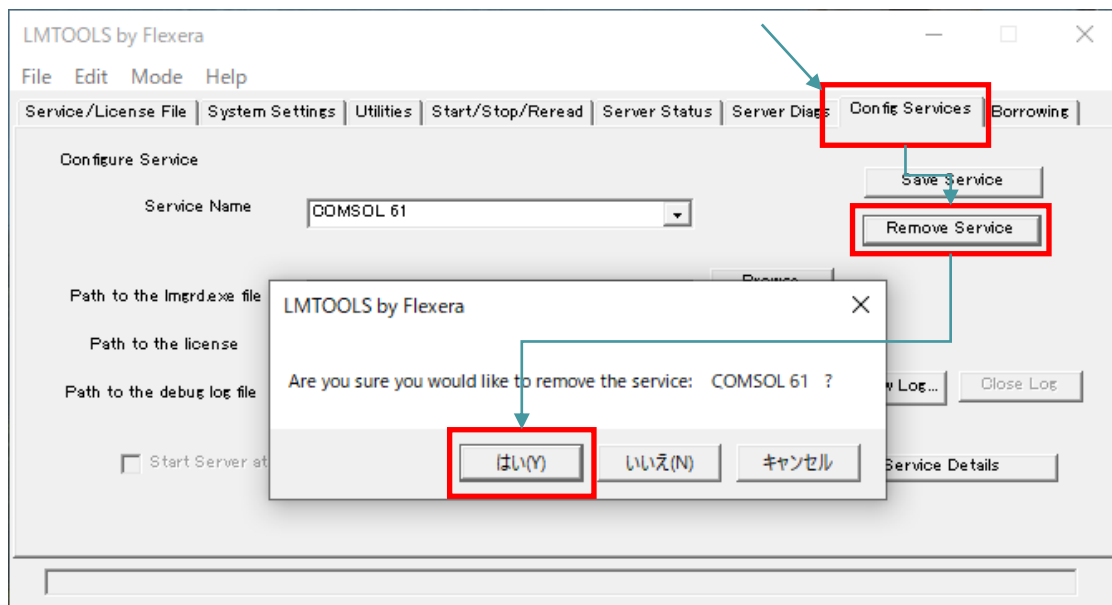 LMTOOLS by Flexera
File Edit Mode Help
Service/License File System Settings Utilities Start/Stop/Reread Server Status Server Diags Config Services Borrowing
Configure Service
Save Service
Service Name COMSOL 61
Remove Service
Path to the lmgrd.exe file
LMTOOLS by Flexera
Path to the license
Are you sure you would like to remove the service: COMSOL 61 ?
Path to the debug log file
Log... Close Log
Start Server at
はい(Y) いいえ(N) キャンセル
Service Details